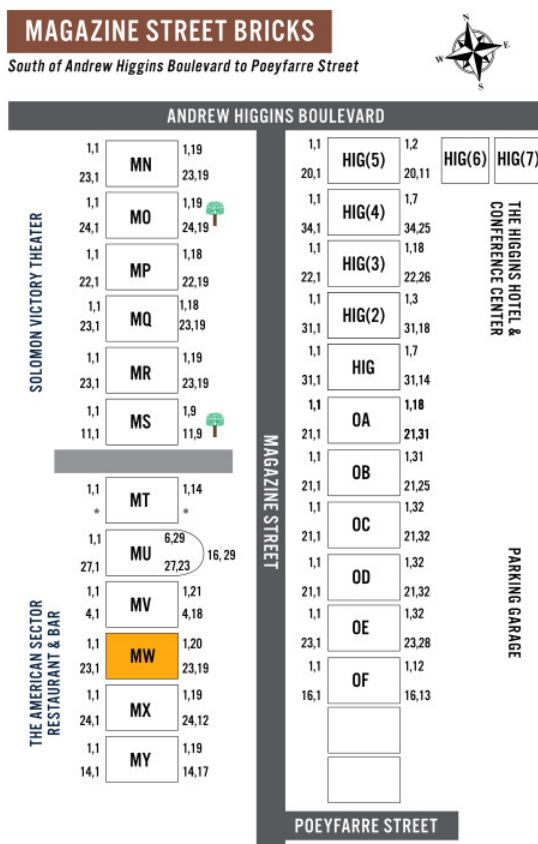 MAGAZINE STREET BRICKS
South of Andrew Higgins Boulevard to Poeyfarre Street
N
W E
S
ANDREW HIGGINS BOULEVARD
SOLOMON VICTORY THEATER
1,1 MN 1,19
23,1 23,19
1,1 MO 1,19
24,1 24,19
1,1 MP 1,18
22,1 22,19
1,1 MQ 1,18
23,1 23,19
1,1 MR 1,19
23,1 23,19
1,1 MS 1,9
11,1 11,9
THE AMERICAN SECTOR
RESTAURANT & BAR
1,1 MT 1,14
* *
1,1 MU 6,29
16, 29
27,1 27,23
1,1 MV 1,21
4,1 4,18
1,1 MW 1,20
23,1 23,19
1,1 MX 1,19
24,1 24,12
1,1 MY 1,19
14,1 14,17
MAGAZINE STREET
1,1 HIG(5) 1,2 HIG(6) HIG(7)
20,1 20,11
1,1 HIG(4) 1,7
34,1 34,25
1,1 HIG(3) 1,18
22,1 22,26
1,1 HIG(2) 1,3
31,1 31,18
1,1 HIG 1,7
31,1 31,14
1,1 OA 1,18
21,1 21,31
1,1 OB 1,31
21,1 21,25
1,1 OC 1,32
21,1 21,32
1,1 OD 1,32
21,1 21,32
1,1 OE 1,32
23,1 23,28
1,1 OF 1,12
16,1 16,13
THE HIGGINS HOTEL &
CONFERENCE CENTER
PARKING GARAGE
POEYFARRE STREET